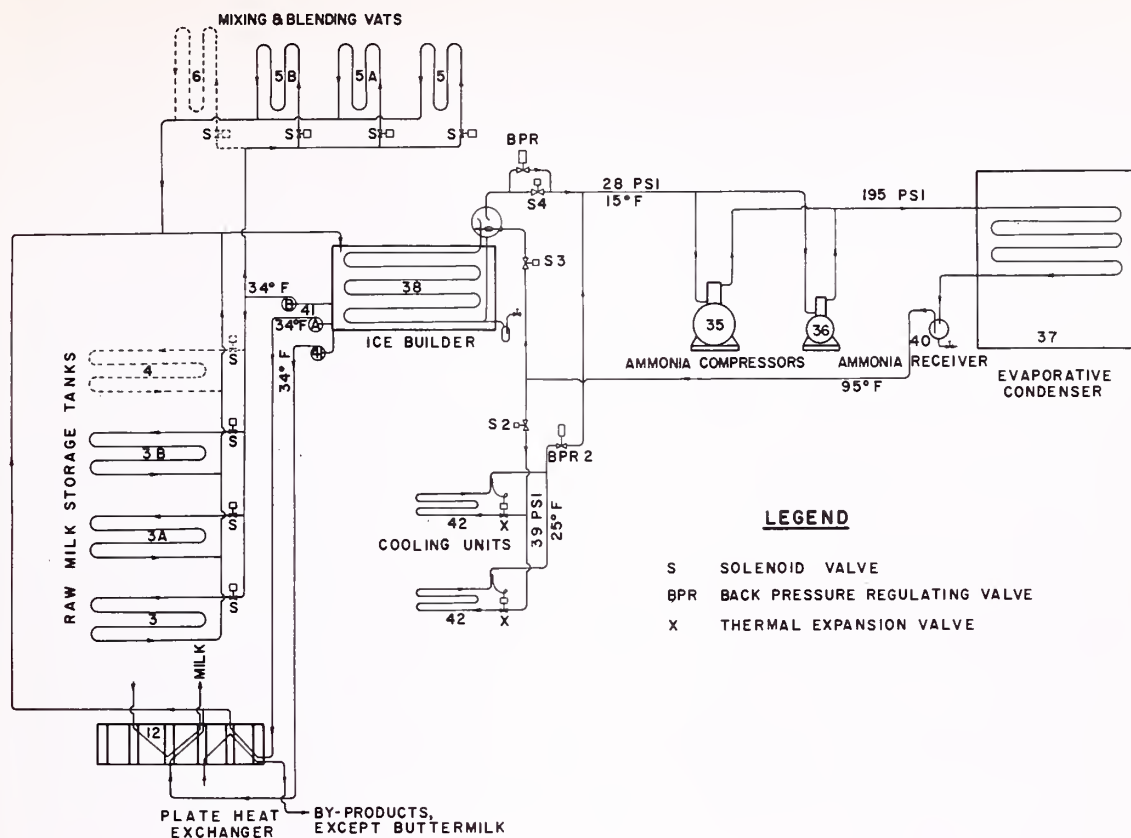 MIXING & BLENDING VATS
6
5B
5A
5
S
S
S
S
BPR
S4
28 PSI
15°F
195 PSI
S3
34°F
B
41
34°F
A
34°F
41
38
ICE BUILDER
35
36
AMMONIA COMPRESSORS
40
AMMONIA RECEIVER
95°F
37
EVAPORATIVE
CONDENSER
RAW MILK STORAGE TANKS
4
S
3B
S
3A
S
3
S
S2
BPR 2
42
X
COOLING UNITS
39 PSI
25°F
42
X
LEGEND
S SOLENOID VALVE
BPR BACK PRESSURE REGULATING VALVE
X THERMAL EXPANSION VALVE
MILK
12
PLATE HEAT
EXCHANGER
BY-PRODUCTS,
EXCEPT BUTTERMILK